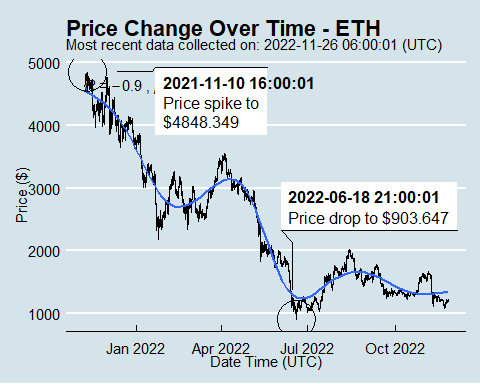 Price Change Over Time - ETH
Most recent data collected on: 2022-11-26 06:00:01 (UTC)
5000
4000
3000
2000
1000
Price ($)
= −0.9 ,
2021-11-10 16:00:01
Price spike to
$4848.349
2022-06-18 21:00:01
Price drop to $903.647
Jan 2022
Apr 2022
Jul 2022
Oct 2022
Date Time (UTC)